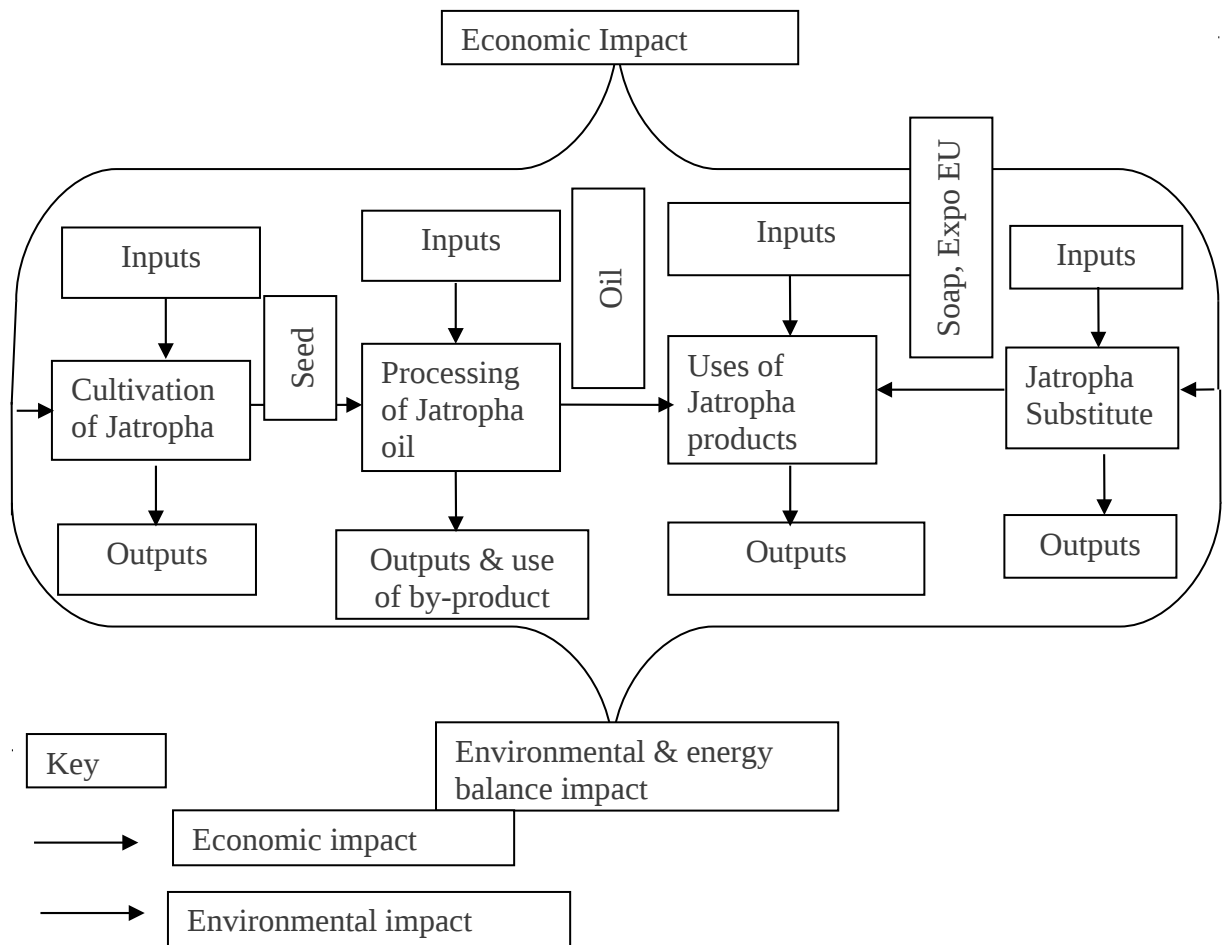 Economic Impact
Soap, Expo EU
Oil
Inputs
Inputs
Inputs
Inputs
Seed
Cultivation
of Jatropha
Processing
of Jatropha
oil
Uses of
Jatropha
products
Jatropha
Substitute
Outputs
Outputs & use
of by-product
Outputs
Outputs
Environmental & energy
balance impact
Key
Economic impact
Environmental impact